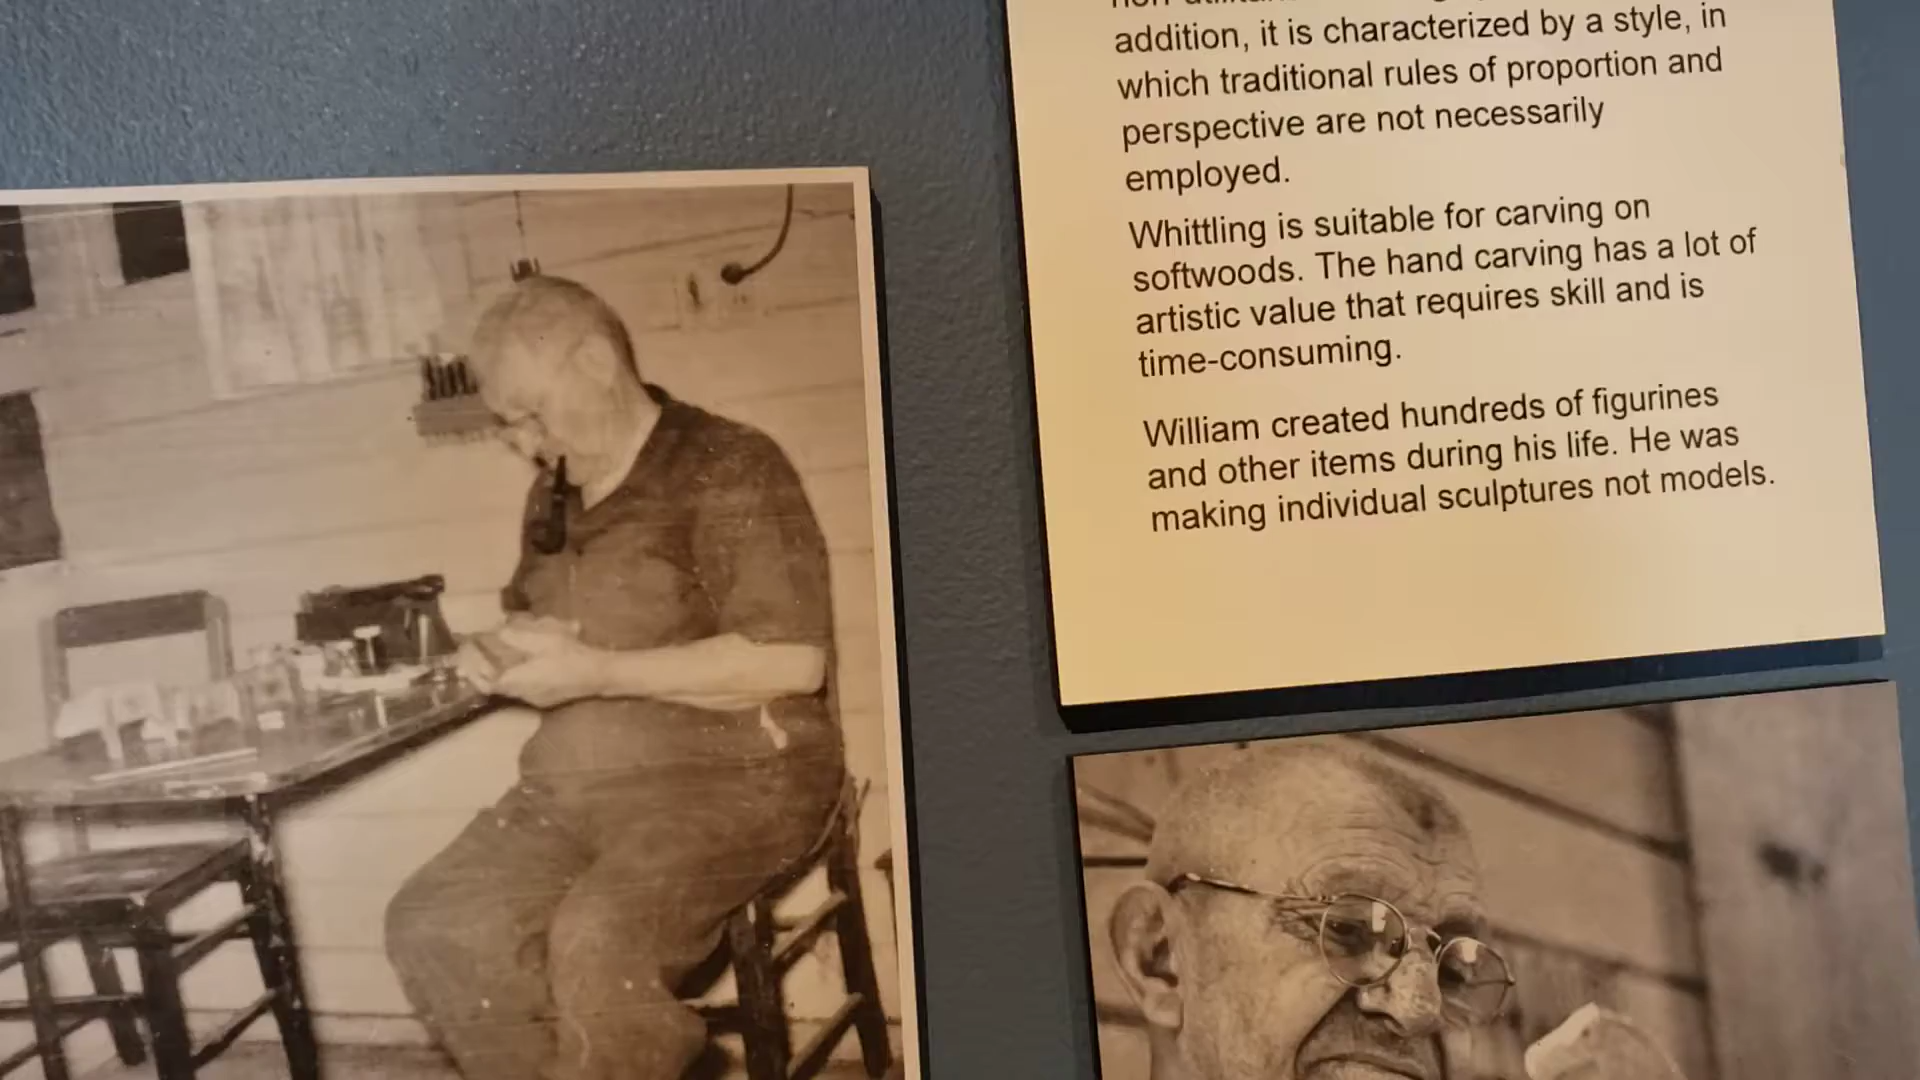 addition, it is characterized by a style, in
which traditional rules of proportion and
perspective are not necessarily
employed.
Whittling is suitable for carving on
softwoods. The hand carving has a lot of
artistic value that requires skill and is
time-consuming.
William created hundreds of figurines
and other items during his life. He was
making individual sculptures not models.